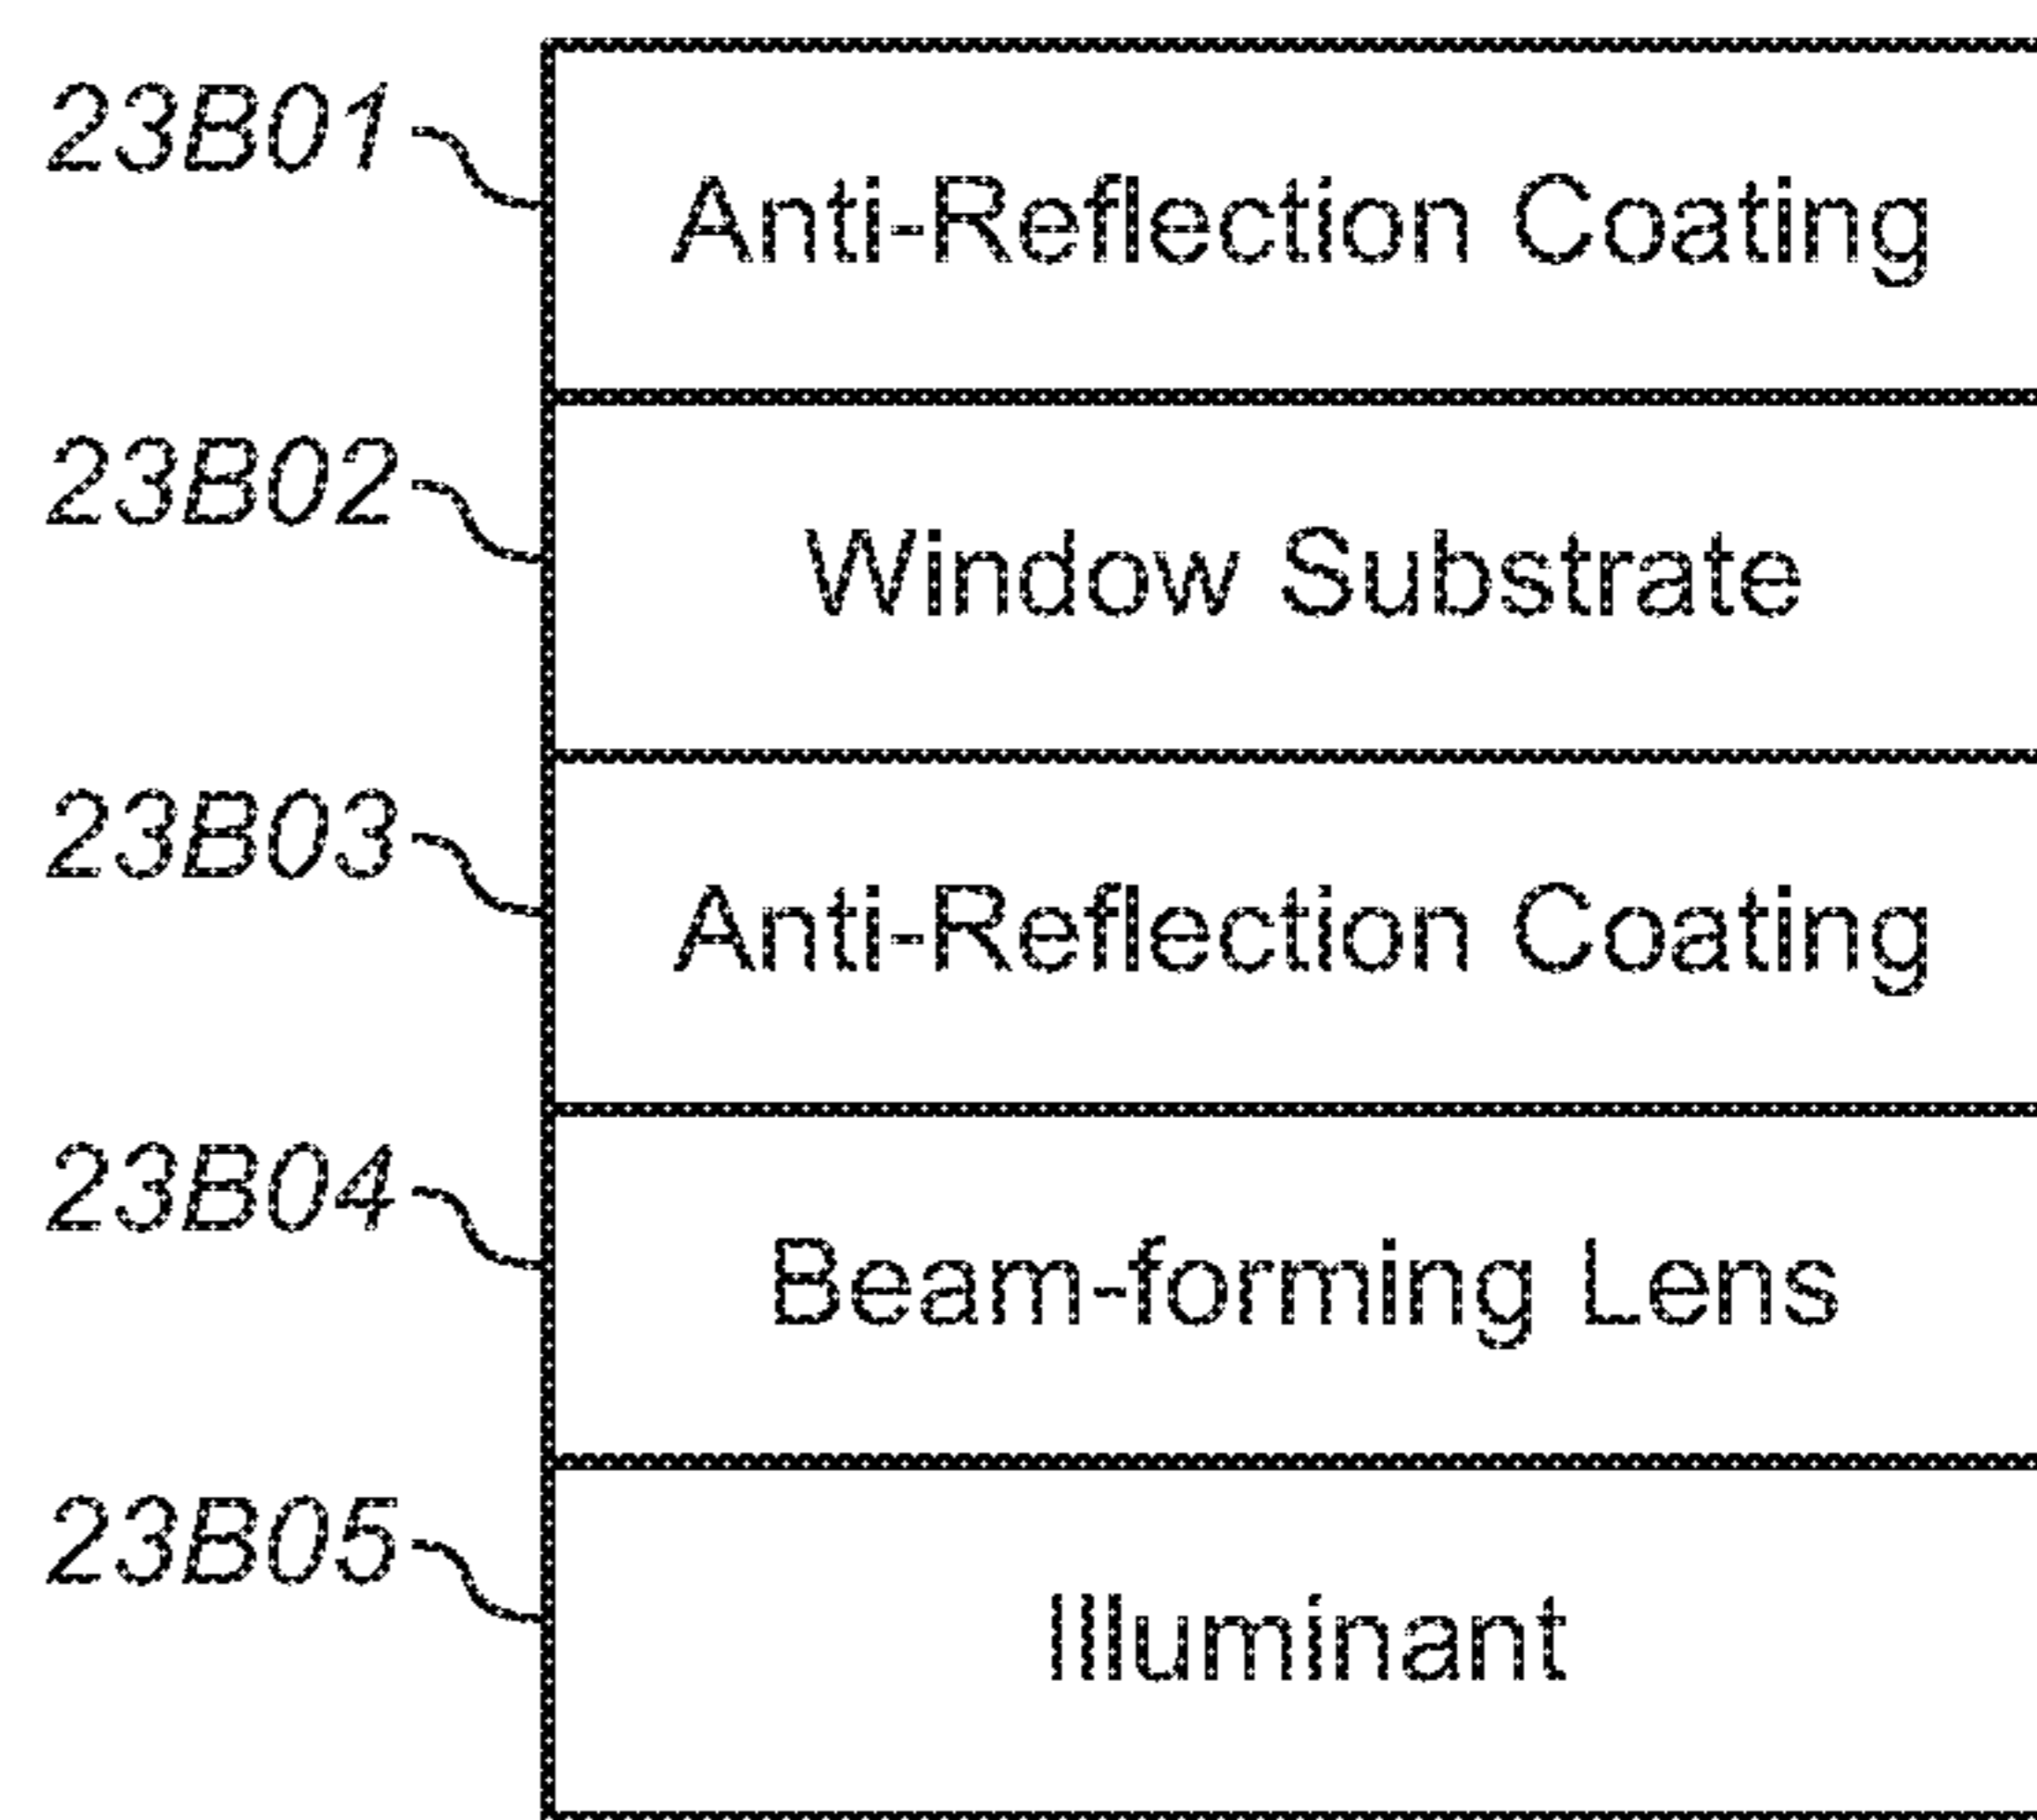 23B01
Anti-Reflection Coating
23B02
Window Substrate
23B03
Anti-Reflection Coating
23B04
Beam-forming Lens
23B05
Illuminant